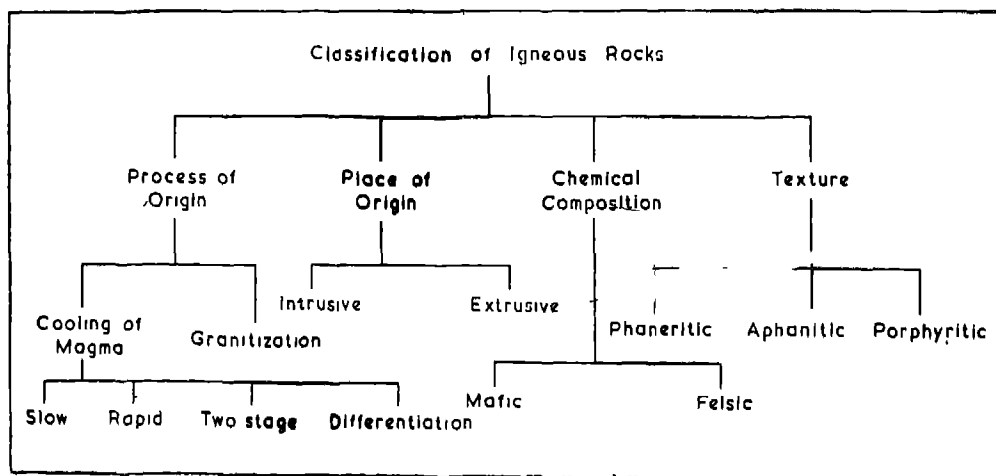 Classification of Igneous Rocks
Process of
Origin
Place of
Origin
Chemical
Composition
Texture
Cooling of
Magma
Granitization
Intrusive
Extrusive
Phaneritic
Aphanitic
Porphyritic
Slow
Rapid
Two stage
Differentiation
Mafic
Felsic